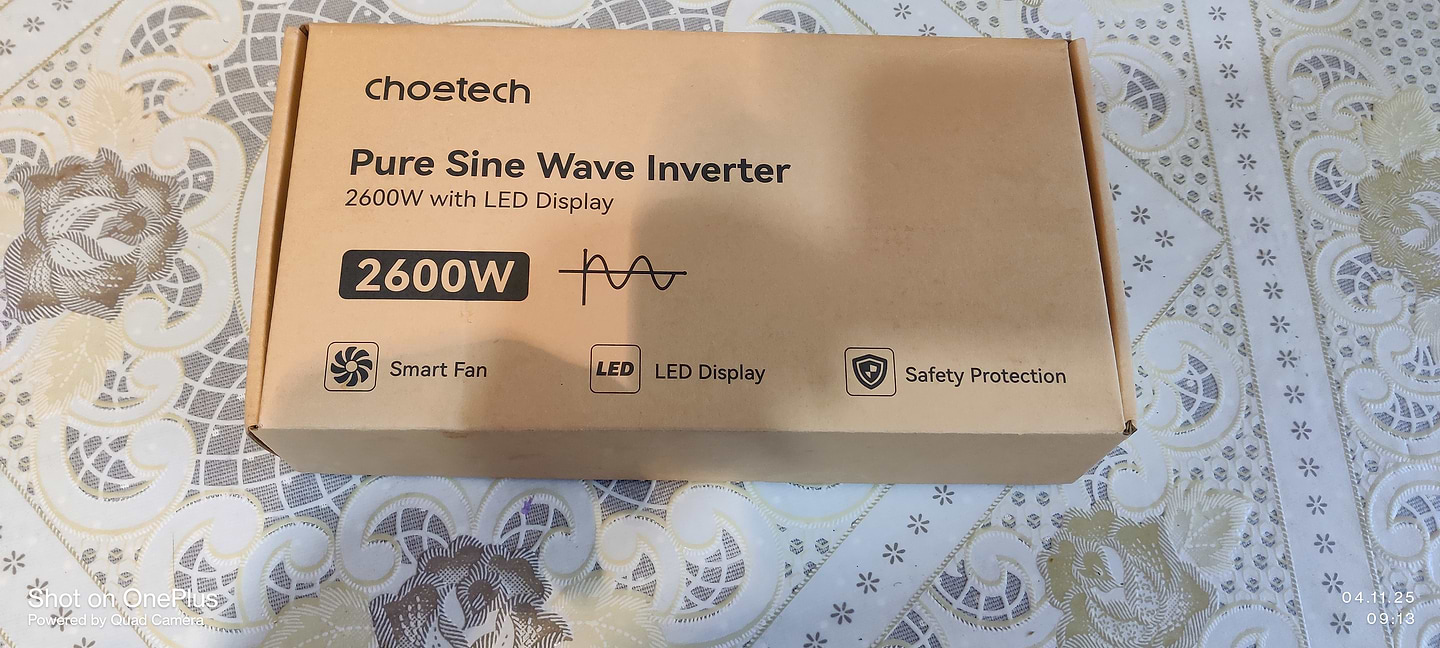 choetech
Pure Sine Wave Inverter
2600W with LED Display
2600W
Smart Fan
LED
LED Display
Safety Protection
Shot on OnePlus
Powered by Quad Camera
04.11.25
09:13